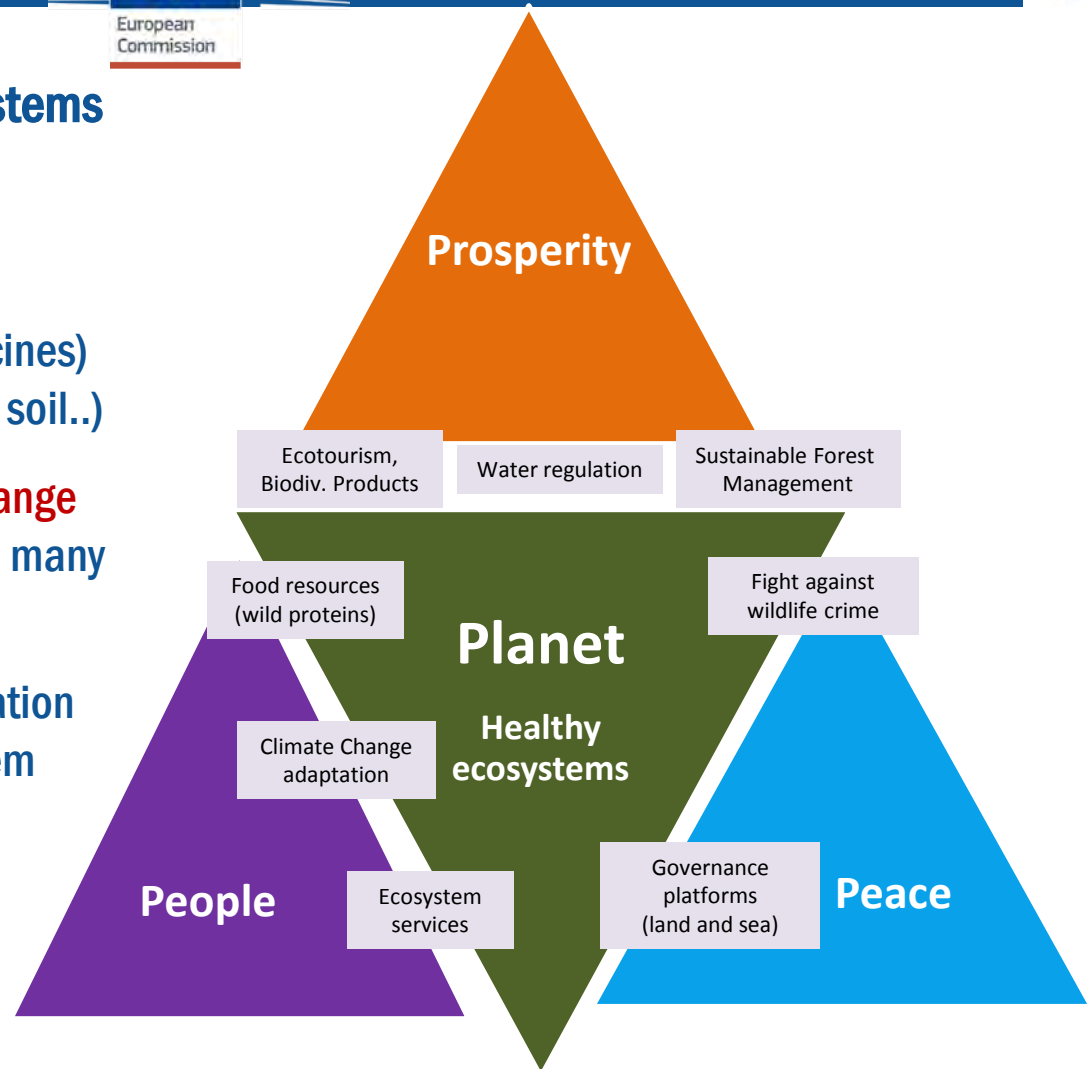 European
Commission
stems
cines)
soil..)
ange
many
ation
em
Prosperity
Ecotourism,
Biodiv. Products
Water regulation
Sustainable Forest
Management
Food resources
(wild proteins)
Fight against
wildlife crime
Planet
Healthy
ecosystems
Climate Change
adaptation
People
Ecosystem
services
Governance
platforms
(land and sea)
Peace